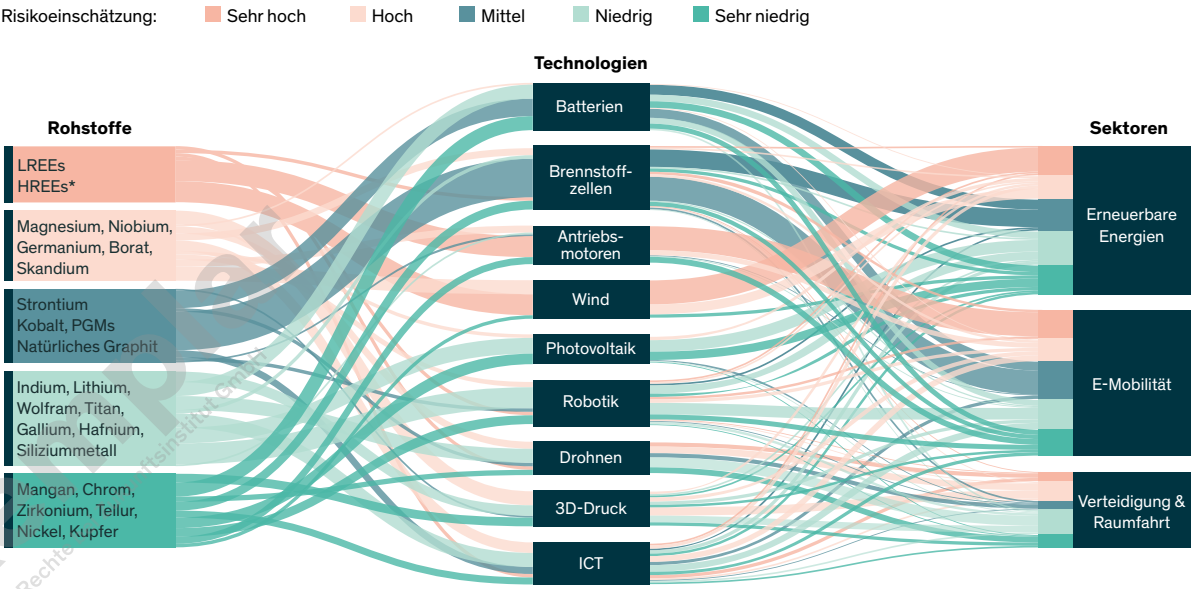 Risikoeinschätzung:
Sehr hoch
Hoch
Mittel
Niedrig
Sehr niedrig
Technologien
Rohstoffe
Sektoren
LREEs
HREEs*
Magnesium, Niobium,
Germanium, Borat,
Skandium
Strontium
Kobalt, PGMs
Natürliches Graphit
Indium, Lithium,
Wolfram, Titan,
Gallium, Hafnium,
Siliziummetall
Mangan, Chrom,
Zirkonium, Tellur,
Nickel, Kupfer
Batterien
Brennstoff-
zellen
Antriebs-
motoren
Wind
Photovoltaik
Robotik
Drohnen
3D-Druck
ICT
Erneuerbare
Energien
E-Mobilität
Verteidigung &
Raumfahrt